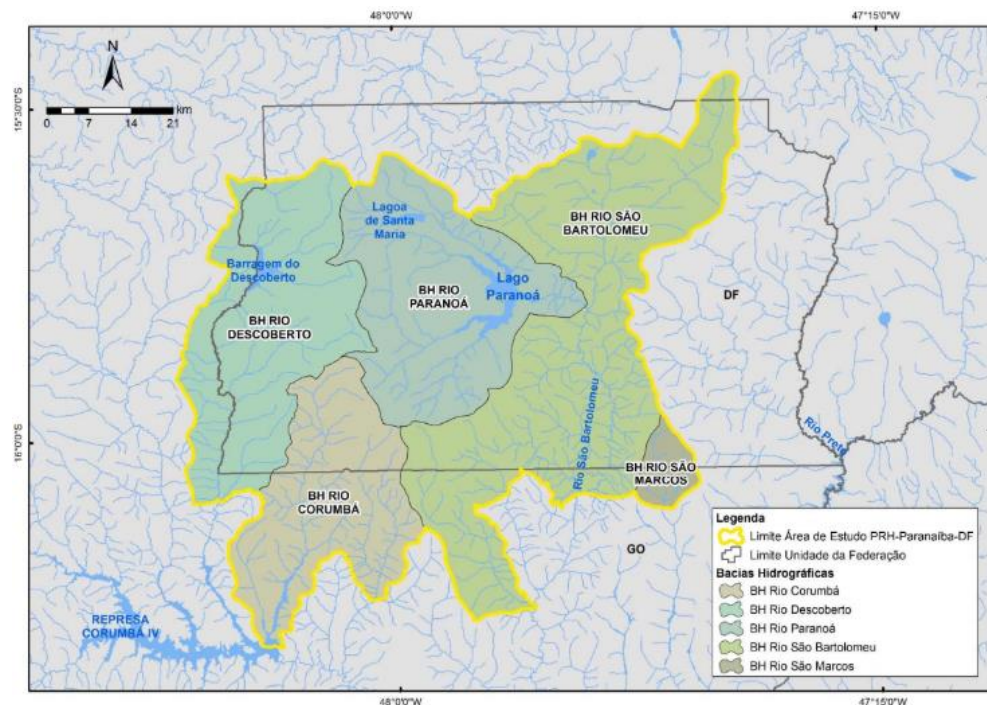 48°0'0"W
47°15'0"W
N
km
0 7 14 21
15°30'0"S
Lagoa
de Santa
Maria
BH RIO SÃO
BARTOLOMEU
Barragem do
Descoberto
Lago
Paranoá
BH RIO
PARANOÁ
DF
BH RIO
DESCOBERTO
Rio São Bartolomeu
Rio Preto
16°0'0"S
BH RIO SÃO
MARCOS
BH RIO
CORUMBÁ
GO
REPRESA
CORUMBÁ IV
Legenda
Limite Área de Estudo PRH-Paranaíba-DF
Limite Unidade da Federação
Bacias Hidrográficas
BH Rio Corumbá
BH Rio Descoberto
BH Rio Paranoá
BH Rio São Bartolomeu
BH Rio São Marcos
48°0'0"W
47°15'0"W